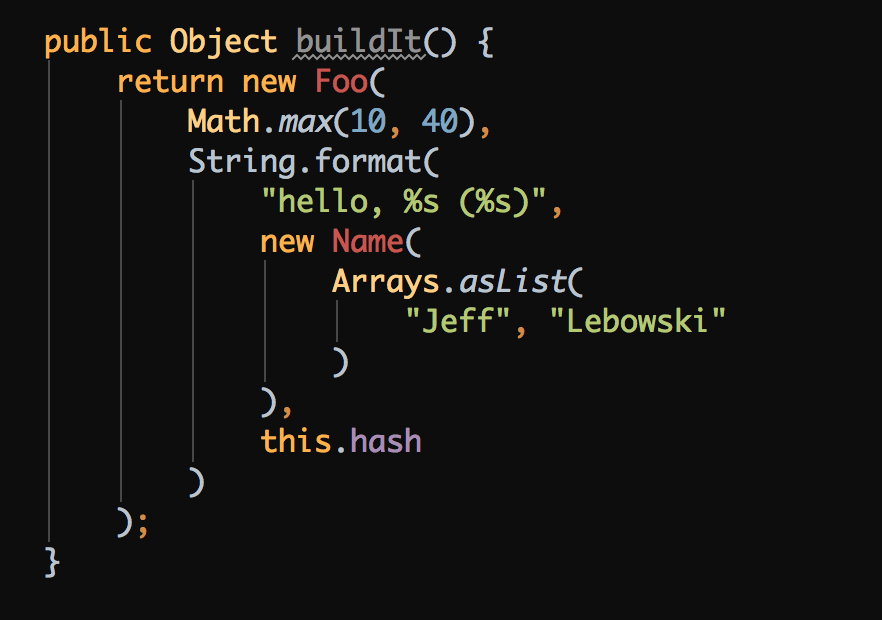 public Object buildIt() {
    return new Foo(
        Math.max(10, 40),
        String.format(
            "hello, %s (%s)",
            new Name(
                Arrays.asList(
                    "Jeff", "Lebowski"
                )
            ),
            this.hash
        )
    );
}